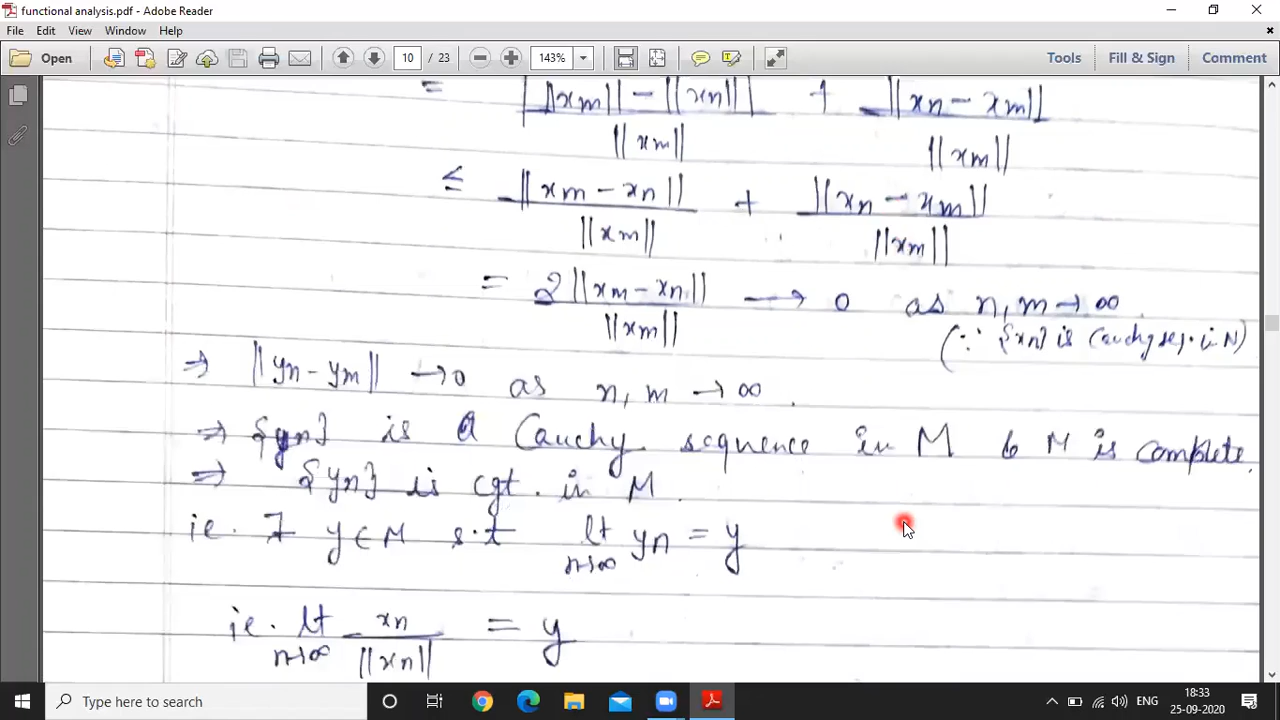 functional analysis.pdf - Adobe Reader
File Edit View Window Help
Open 10 / 23 143% Tools Fill & Sign Comment
= | ||xm|| - ||xn|| | / ||xm|| + ||xn - xm|| / ||xm||
≤ ||xm - xn|| / ||xm|| + ||xn - xm|| / ||xm||
= 2 ||xm - xn|| / ||xm|| → 0 as n, m → ∞.
(∵ {xn} is Cauchy seq. in N)
⇒ ||yn - ym|| → 0 as n, m → ∞.
⇒ {yn} is a Cauchy sequence in M & M is complete.
⇒ {yn} is cgt. in M.
ie. ∃ y ∈ M s.t lt n→∞ yn = y
ie. lt n→∞ xn / ||xn|| = y
Type here to search
ENG
18:33
25-09-2020